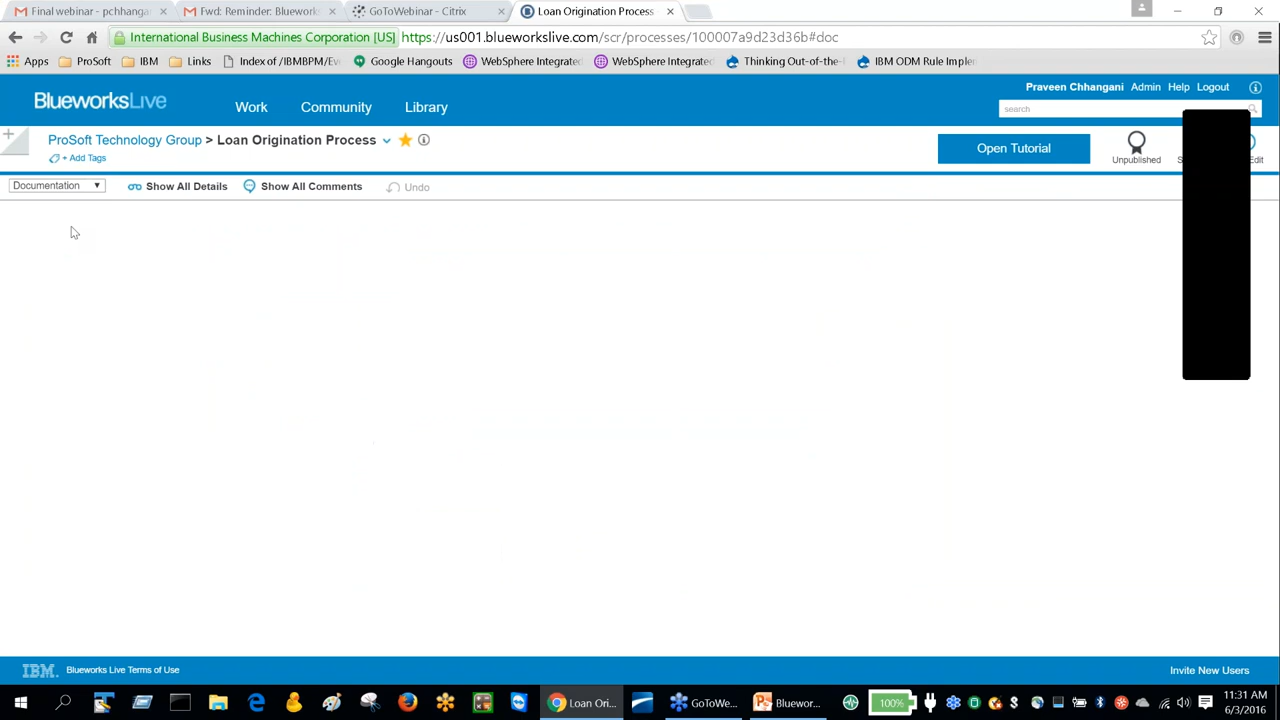 Final webinar - pchhanga
Fwd: Reminder: Bluework
GoToWebinar - Citrix
Loan Origination Process
International Business Machines Corporation [US]
https://us001.blueworkslive.com/scr/processes/100007a9d23d36b#doc
Apps
ProSoft
IBM
Links
Index of /IBMBPM/Ev
Google Hangouts
WebSphere Integrated
WebSphere Integrated
Thinking Out-of-the-
IBM ODM Rule Implem
Praveen Chhangani
Admin
Help
Logout
BlueworksLive
Work
Community
Library
search
ProSoft Technology Group > Loan Origination Process
+ Add Tags
Open Tutorial
Unpublished
Edit
Documentation
Show All Details
Show All Comments
Undo
IBM
Blueworks Live Terms of Use
Invite New Users
Loan Ori...
GoToWe...
Bluewor...
100%
11:31 AM
6/3/2016